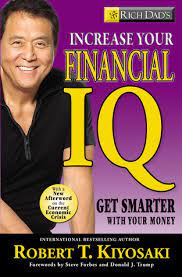 RICH DAD'S
INCREASE YOUR
FINANCIAL
IQ
With a
New
Afterword
on the
Current
Economic
Crisis
GET SMARTER
WITH YOUR MONEY
INTERNATIONAL BESTSELLING AUTHOR
ROBERT T. KIYOSAKI
Forewords by Steve Forbes and Donald J. Trump